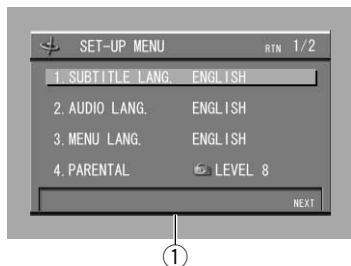 SET-UP MENU RTN 1/2
1. SUBTITLE LANG. ENGLISH
2. AUDIO LANG. ENGLISH
3. MENU LANG. ENGLISH
4. PARENTAL LEVEL 8
NEXT
1